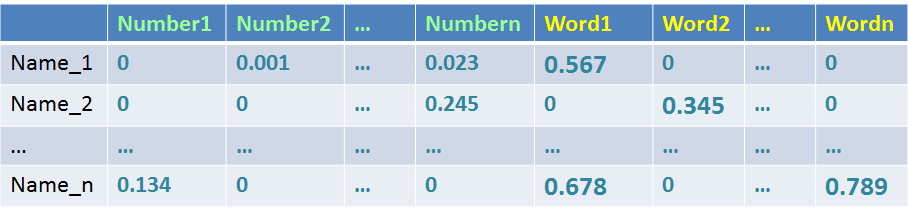 Number1 Number2 ... Numbern Word1 Word2 ... Wordn
Name_1 0 0.001 ... 0.023 0.567 0 ... 0
Name_2 0 0 ... 0.245 0 0.345 ... 0
... ... ... ... ... ... ... ... ...
Name_n 0.134 0 ... 0 0.678 0 ... 0.789